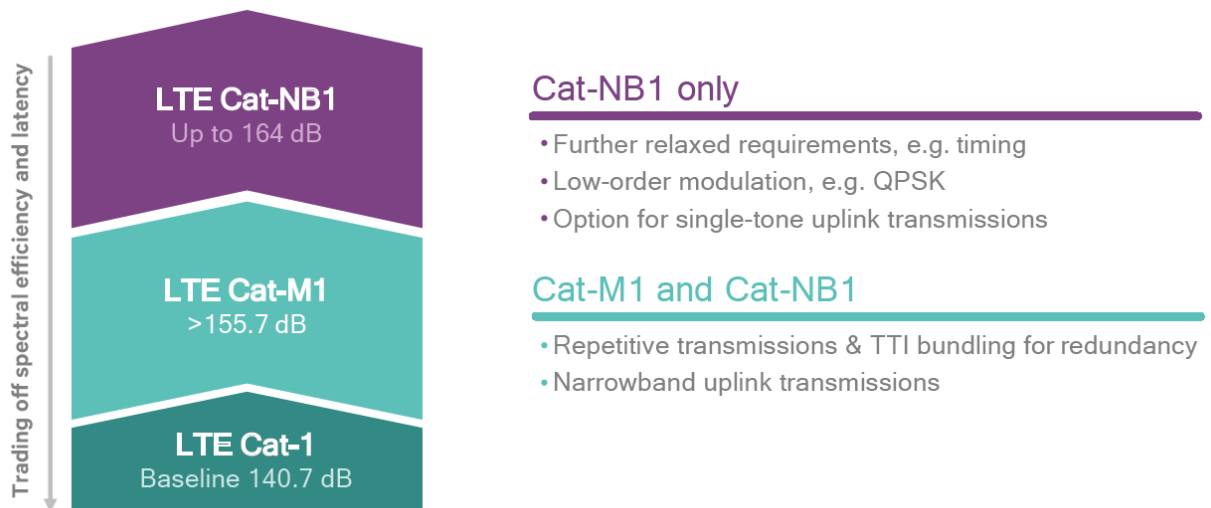 Trading off spectral efficiency and latency
LTE Cat-NB1
Up to 164 dB
LTE Cat-M1
>155.7 dB
LTE Cat-1
Baseline 140.7 dB
Cat-NB1 only
• Further relaxed requirements, e.g. timing
• Low-order modulation, e.g. QPSK
• Option for single-tone uplink transmissions
Cat-M1 and Cat-NB1
• Repetitive transmissions & TTI bundling for redundancy
• Narrowband uplink transmissions